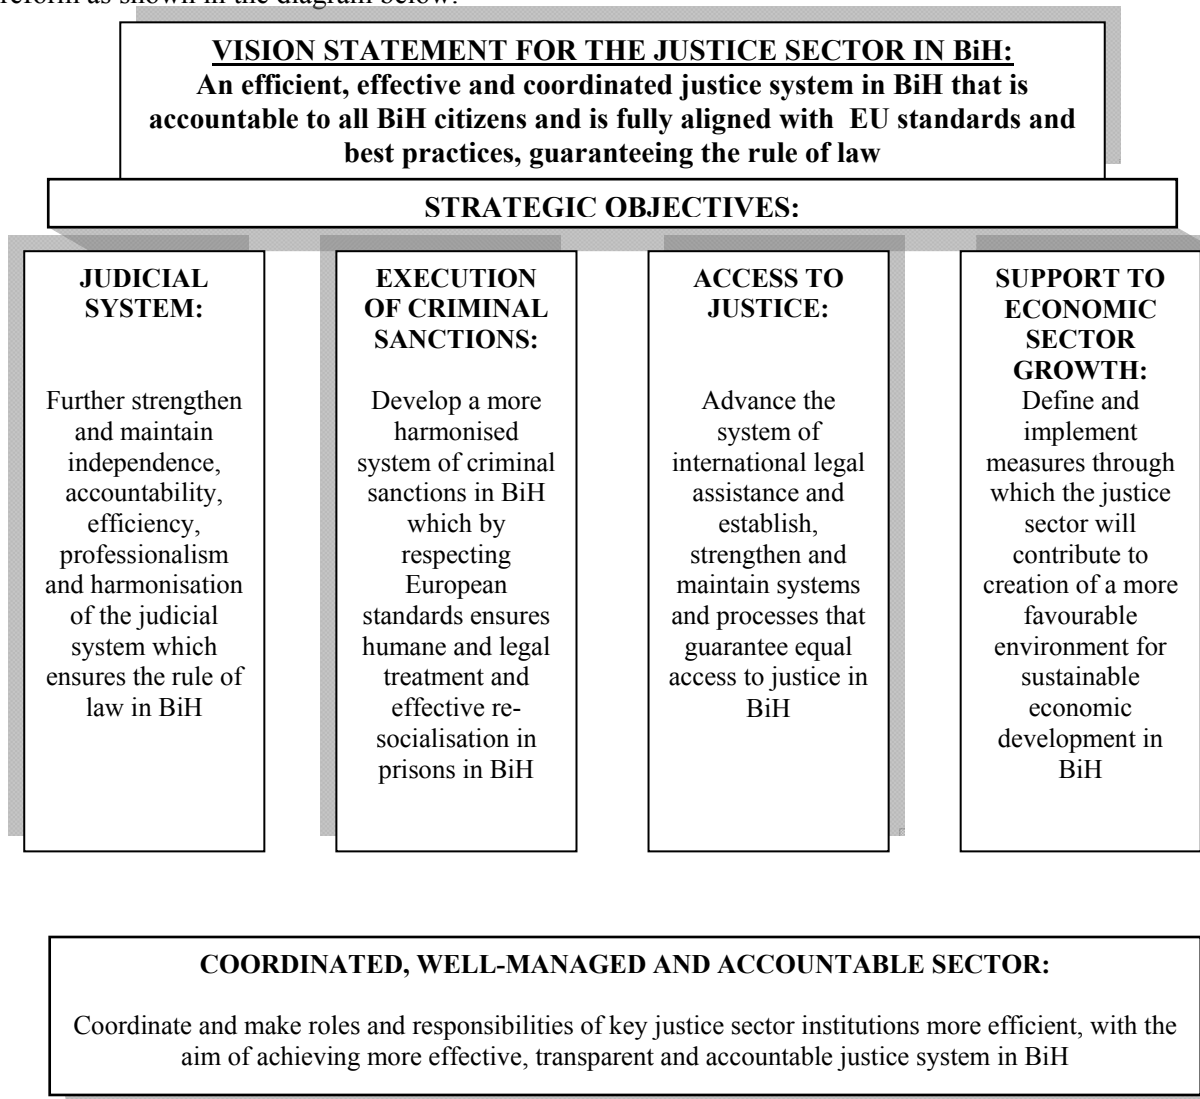 reform as shown in the diagram below.
VISION STATEMENT FOR THE JUSTICE SECTOR IN BiH:
An efficient, effective and coordinated justice system in BiH that is
accountable to all BiH citizens and is fully aligned with EU standards and
best practices, guaranteeing the rule of law
STRATEGIC OBJECTIVES:
JUDICIAL
SYSTEM:
Further strengthen
and maintain
independence,
accountability,
efficiency,
professionalism
and harmonisation
of the judicial
system which
ensures the rule of
law in BiH
EXECUTION
OF CRIMINAL
SANCTIONS:
Develop a more
harmonised
system of criminal
sanctions in BiH
which by
respecting
European
standards ensures
humane and legal
treatment and
effective re-
socialisation in
prisons in BiH
ACCESS TO
JUSTICE:
Advance the
system of
international legal
assistance and
establish,
strengthen and
maintain systems
and processes that
guarantee equal
access to justice in
BiH
SUPPORT TO
ECONOMIC
SECTOR
GROWTH:
Define and
implement
measures through
which the justice
sector will
contribute to
creation of a more
favourable
environment for
sustainable
economic
development in
BiH
COORDINATED, WELL-MANAGED AND ACCOUNTABLE SECTOR:
Coordinate and make roles and responsibilities of key justice sector institutions more efficient, with the
aim of achieving more effective, transparent and accountable justice system in BiH